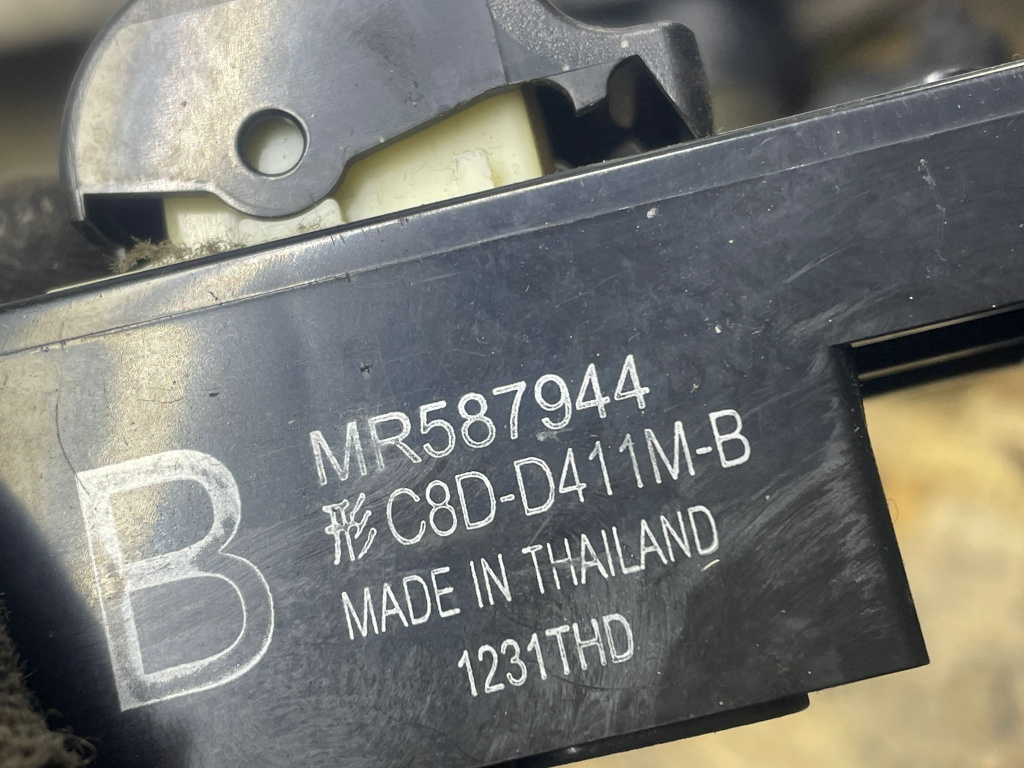 B
MR587944
形 C8D-D411M-B
MADE IN THAILAND
1231THD